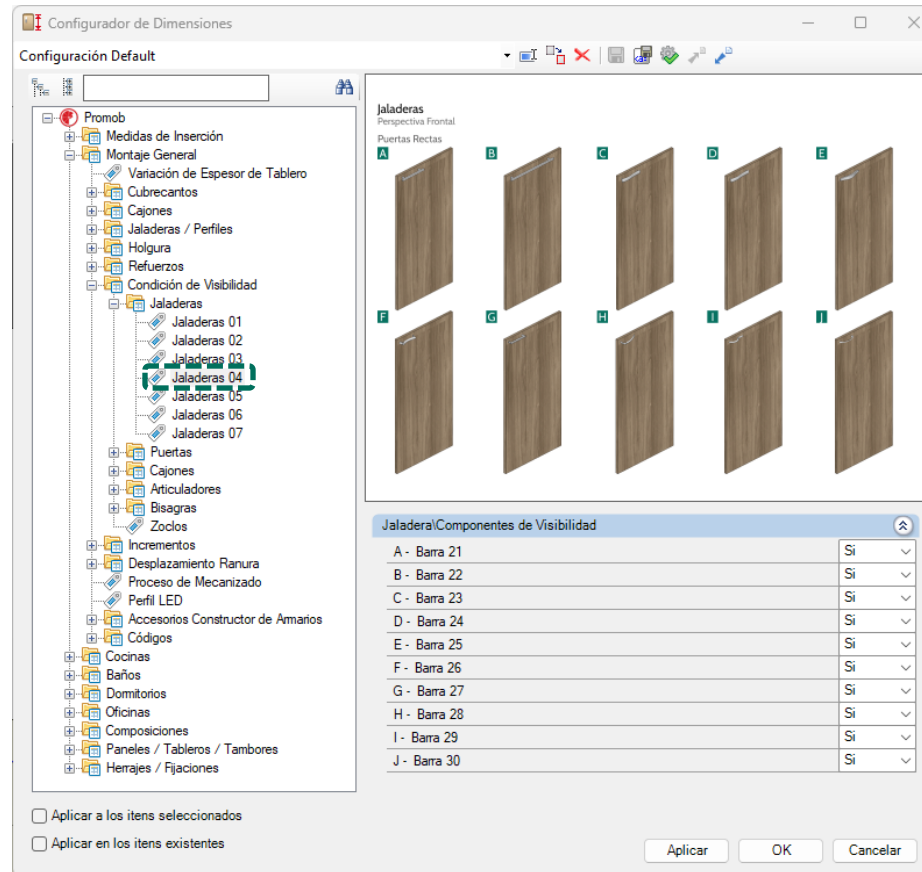 Configurador de Dimensiones
Configuración Default
Promob
Medidas de Inserción
Montaje General
Variación de Espesor de Tablero
Cubrecantos
Cajones
Jaladeras / Perfiles
Holgura
Refuerzos
Condición de Visibilidad
Jaladeras
Jaladeras 01
Jaladeras 02
Jaladeras 03
Jaladeras 04
Jaladeras 05
Jaladeras 06
Jaladeras 07
Puertas
Cajones
Articuladores
Bisagras
Zoclos
Incrementos
Desplazamiento Ranura
Proceso de Mecanizado
Perfil LED
Accesorios Constructor de Armarios
Códigos
Cocinas
Baños
Dormitorios
Oficinas
Composiciones
Paneles / Tableros / Tambores
Herrajes / Fijaciones
Jaladeras
Perspectiva Frontal
Puertas Rectas
A B C D E
F G H I J
Jaladera\Componentes de Visibilidad
A - Barra 21 Si
B - Barra 22 Si
C - Barra 23 Si
D - Barra 24 Si
E - Barra 25 Si
F - Barra 26 Si
G - Barra 27 Si
H - Barra 28 Si
I - Barra 29 Si
J - Barra 30 Si
Aplicar a los itens seleccionados
Aplicar en los itens existentes
Aplicar OK Cancelar